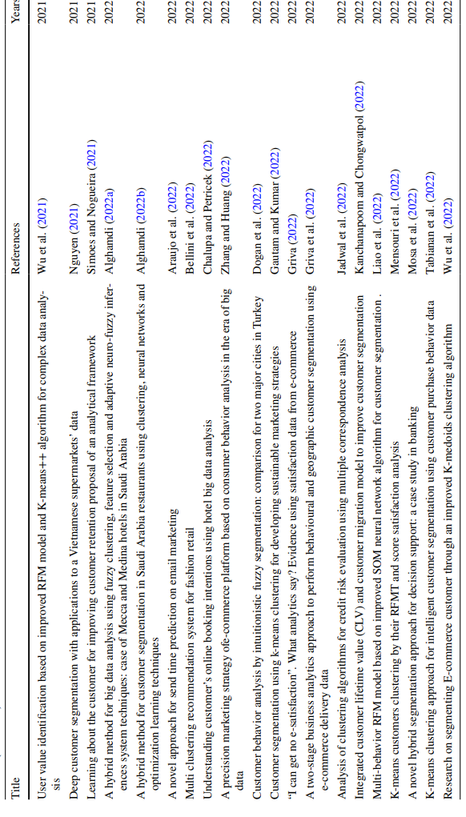 Title References Years
User value identification based on improved RFM model and K-means++ algorithm for complex data analy- Wu et al. (2021) 2021
sis
Deep customer segmentation with applications to a Vietnamese supermarkets' data Nguyen (2021) 2021
Learning about the customer for improving customer retention proposal of an analytical framework Simoes and Nogueira (2021) 2021
A hybrid method for big data analysis using fuzzy clustering, feature selection and adaptive neuro-fuzzy infer- Alghamdi (2022a) 2022
ences system techniques: case of Mecca and Medina hotels in Saudi Arabia
A hybrid method for customer segmentation in Saudi Arabia restaurants using clustering, neural networks and Alghamdi (2022b) 2022
optimization learning techniques
A novel approach for send time prediction on email marketing Araujo et al. (2022) 2022
Multi clustering recommendation system for fashion retail Bellini et al. (2022) 2022
Understanding customer's online booking intentions using hotel big data analysis Chalupa and Petricek (2022) 2022
A precision marketing strategy ofe-commerce platform based on consumer behavior analysis in the era of big Zhang and Huang (2022) 2022
data
Customer behavior analysis by intuitionistic fuzzy segmentation: comparison for two major cities in Turkey Dogan et al. (2022) 2022
Customer segmentation using k-means clustering for developing sustainable marketing strategies Gautam and Kumar (2022) 2022
"I can get no e-satisfaction". What analytics say? Evidence using satisfaction data from e-commerce Griva (2022) 2022
A two-stage business analytics approach to perform behavioural and geographic customer segmentation using Griva et al. (2022) 2022
e-commerce delivery data
Analysis of clustering algorithms for credit risk evaluation using multiple correspondence analysis Jadwal et al. (2022) 2022
Integrated customer lifetime value (CLV) and customer migration model to improve customer segmentation Kanchanapoom and Chongwatpol (2022) 2022
Multi-behavior RFM model based on improved SOM neural network algorithm for customer segmentation . Liao et al. (2022) 2022
K-means customers clustering by their RFMT and score satisfaction analysis Mensouri et al. (2022) 2022
A novel hybrid segmentation approach for decision support: a case study in banking Mosa et al. (2022) 2022
K-means clustering approach for intelligent customer segmentation using customer purchase behavior data Tabianan et al. (2022) 2022
Research on segmenting E-commerce customer through an improved K-medoids clustering algorithm Wu et al. (2022) 2022